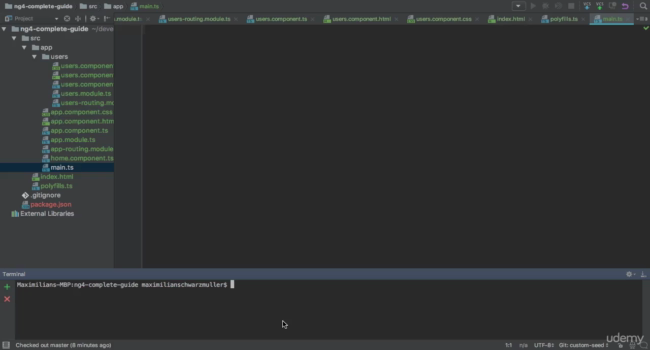 ng4-complete-guide src app main.ts
Project
.module.ts users-routing.module.ts users.component.ts users.component.html users.component.css index.html polyfills.ts main.ts
ng4-complete-guide ~/deve
src
app
users
users.compone
users.compone
users.compone
users.module.ts
users-routing.mo
app.component.css
app.component.htm
app.component.ts
app.module.ts
app-routing.module
home.component.ts
main.ts
index.html
polyfills.ts
.gitignore
package.json
External Libraries
Terminal
Maximilians-MBP:ng4-complete-guide maximilianschwarzmuller$
Checked out master (8 minutes ago) 1:1 n/a UTF-8 Git: custom-seed
udemy